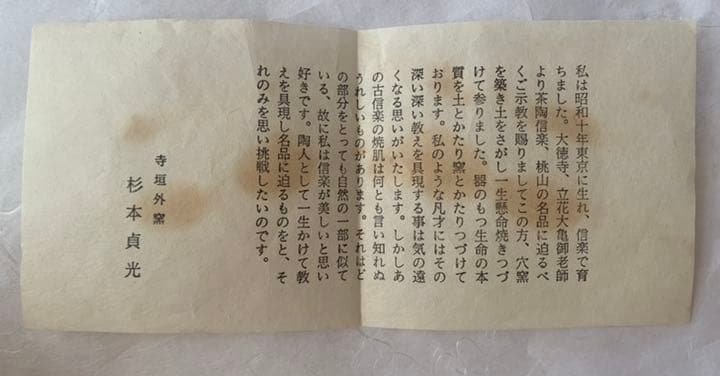 私は昭和十年東京に生れ、信楽で育
ちました。大徳寺、立花大亀御老師
より茶陶信楽、桃山の名品に迫るべ
くご示教を賜りましてこの方、穴窯
を築き土をさがし一生懸命焼きつづ
けて参りました。器のもつ生命の本
質を土とかたり窯とかたりつづけて
おります。私のような凡才にはその
深い深い教えを具現する事は気の遠
くなる思いがいたします。しかしあ
の古信楽の焼肌は何とも言い知れぬ
うれしいものがあります。それはど
の部分をとっても自然の一部に似て
いる、故に私は信楽が美しいと思い
好きです。陶人として一生かけて教
えを具現し名品に迫るものをと、そ
れのみを思い挑戦したいのです。
寺垣外窯
杉本貞光